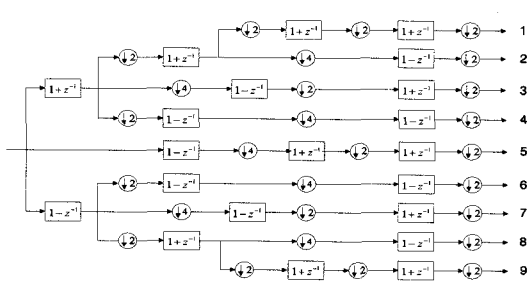 ↓2 1+z⁻¹ ↓2 1+z⁻¹ ↓2 1
↓2 1+z⁻¹ ↓4 1−z⁻¹ ↓2 2
1+z⁻¹ ↓4 1−z⁻¹ ↓2 1+z⁻¹ ↓2 3
↓2 1−z⁻¹ ↓4 1−z⁻¹ ↓2 4
1−z⁻¹ ↓4 1+z⁻¹ ↓2 1+z⁻¹ ↓2 5
↓2 1−z⁻¹ ↓4 1−z⁻¹ ↓2 6
1−z⁻¹ ↓4 1−z⁻¹ ↓2 1+z⁻¹ ↓2 7
↓2 1+z⁻¹ ↓4 1−z⁻¹ ↓2 8
↓2 1+z⁻¹ ↓2 1+z⁻¹ ↓2 9